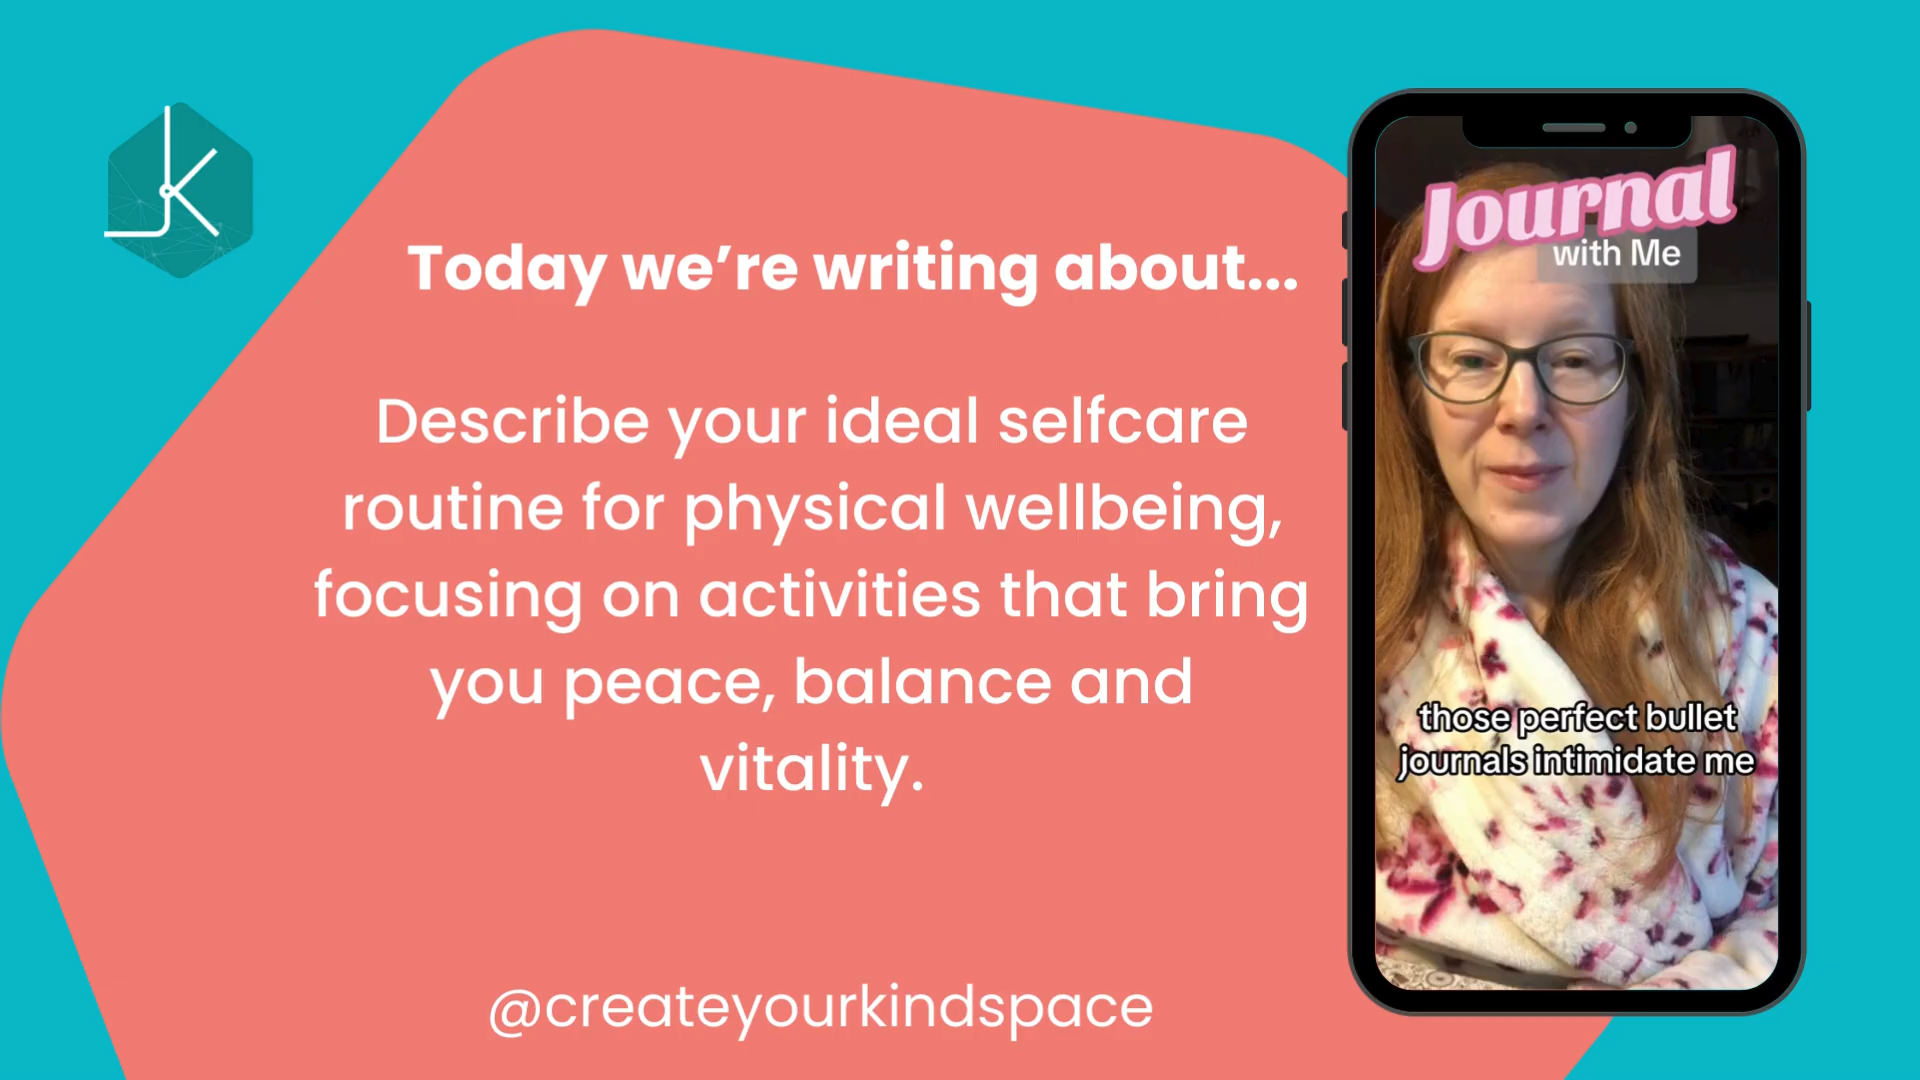 Today we’re writing about...
Describe your ideal selfcare
routine for physical wellbeing,
focusing on activities that bring
you peace, balance and
vitality.
@createyourkindspace
JK
Journal
with Me
those perfect bullet
journals intimidate me